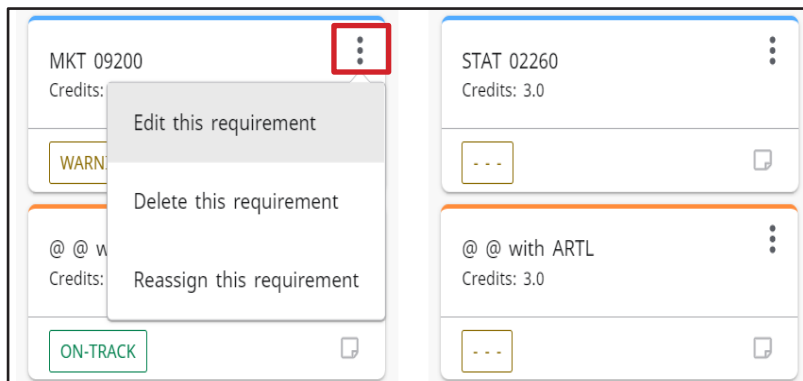 MKT 09200
Credits:
Edit this requirement
WARN
Delete this requirement
@ @ w
Credits:
Reassign this requirement
ON-TRACK
STAT 02260
Credits: 3.0
- - -
@ @ with ARTL
Credits: 3.0
- - -